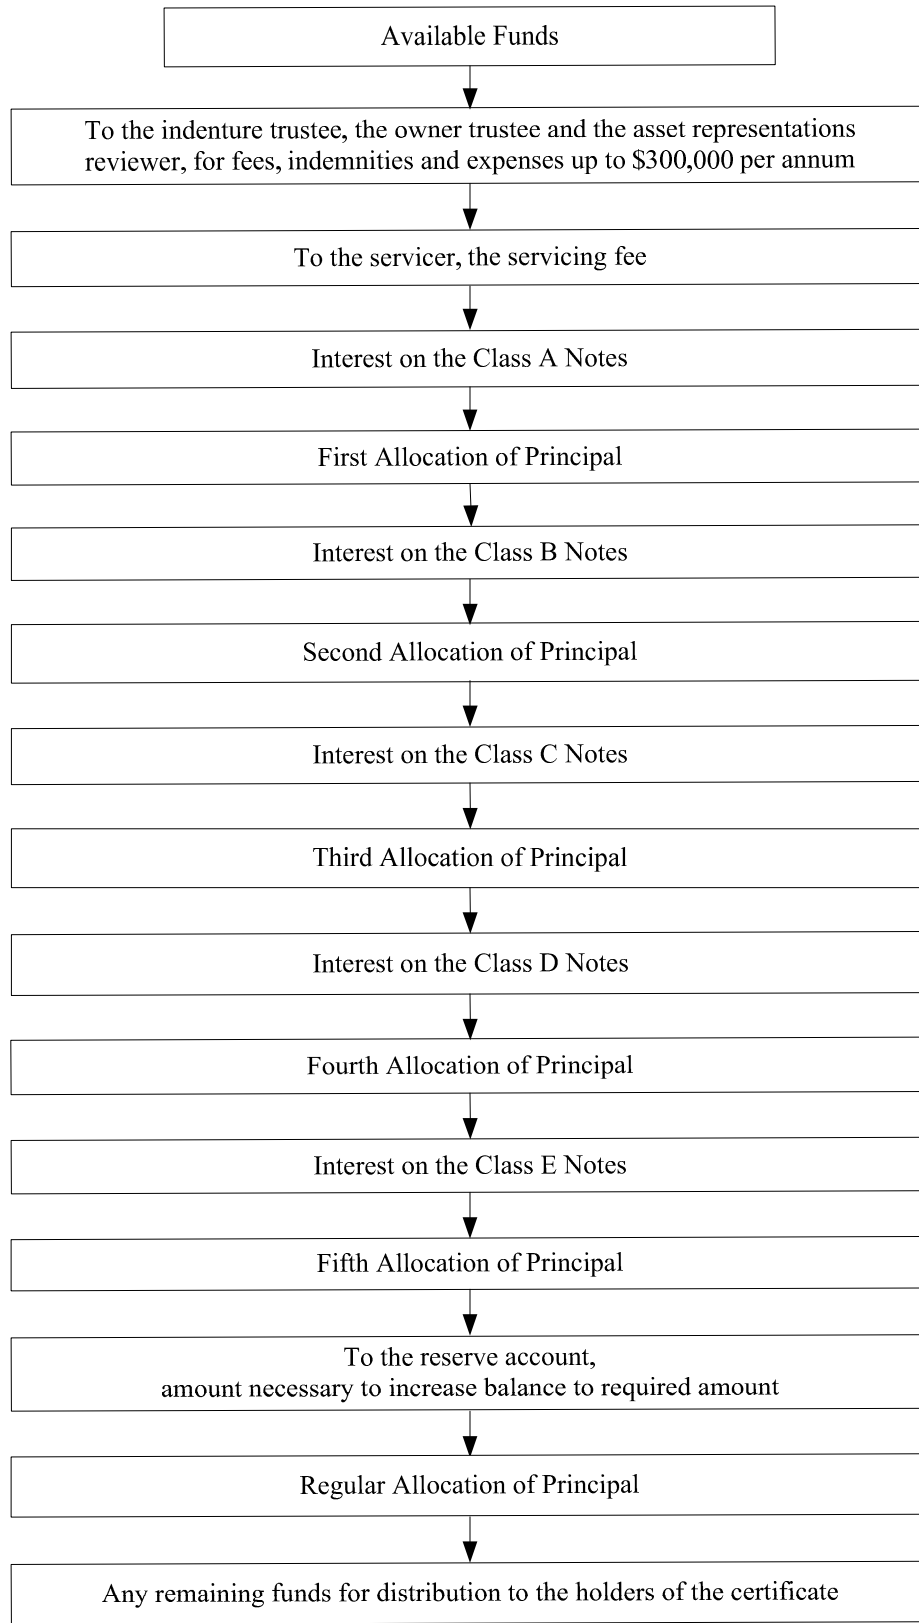 Available Funds
To the indenture trustee, the owner trustee and the asset representations
reviewer, for fees, indemnities and expenses up to $300,000 per annum
To the servicer, the servicing fee
Interest on the Class A Notes
First Allocation of Principal
Interest on the Class B Notes
Second Allocation of Principal
Interest on the Class C Notes
Third Allocation of Principal
Interest on the Class D Notes
Fourth Allocation of Principal
Interest on the Class E Notes
Fifth Allocation of Principal
To the reserve account,
amount necessary to increase balance to required amount
Regular Allocation of Principal
Any remaining funds for distribution to the holders of the certificate